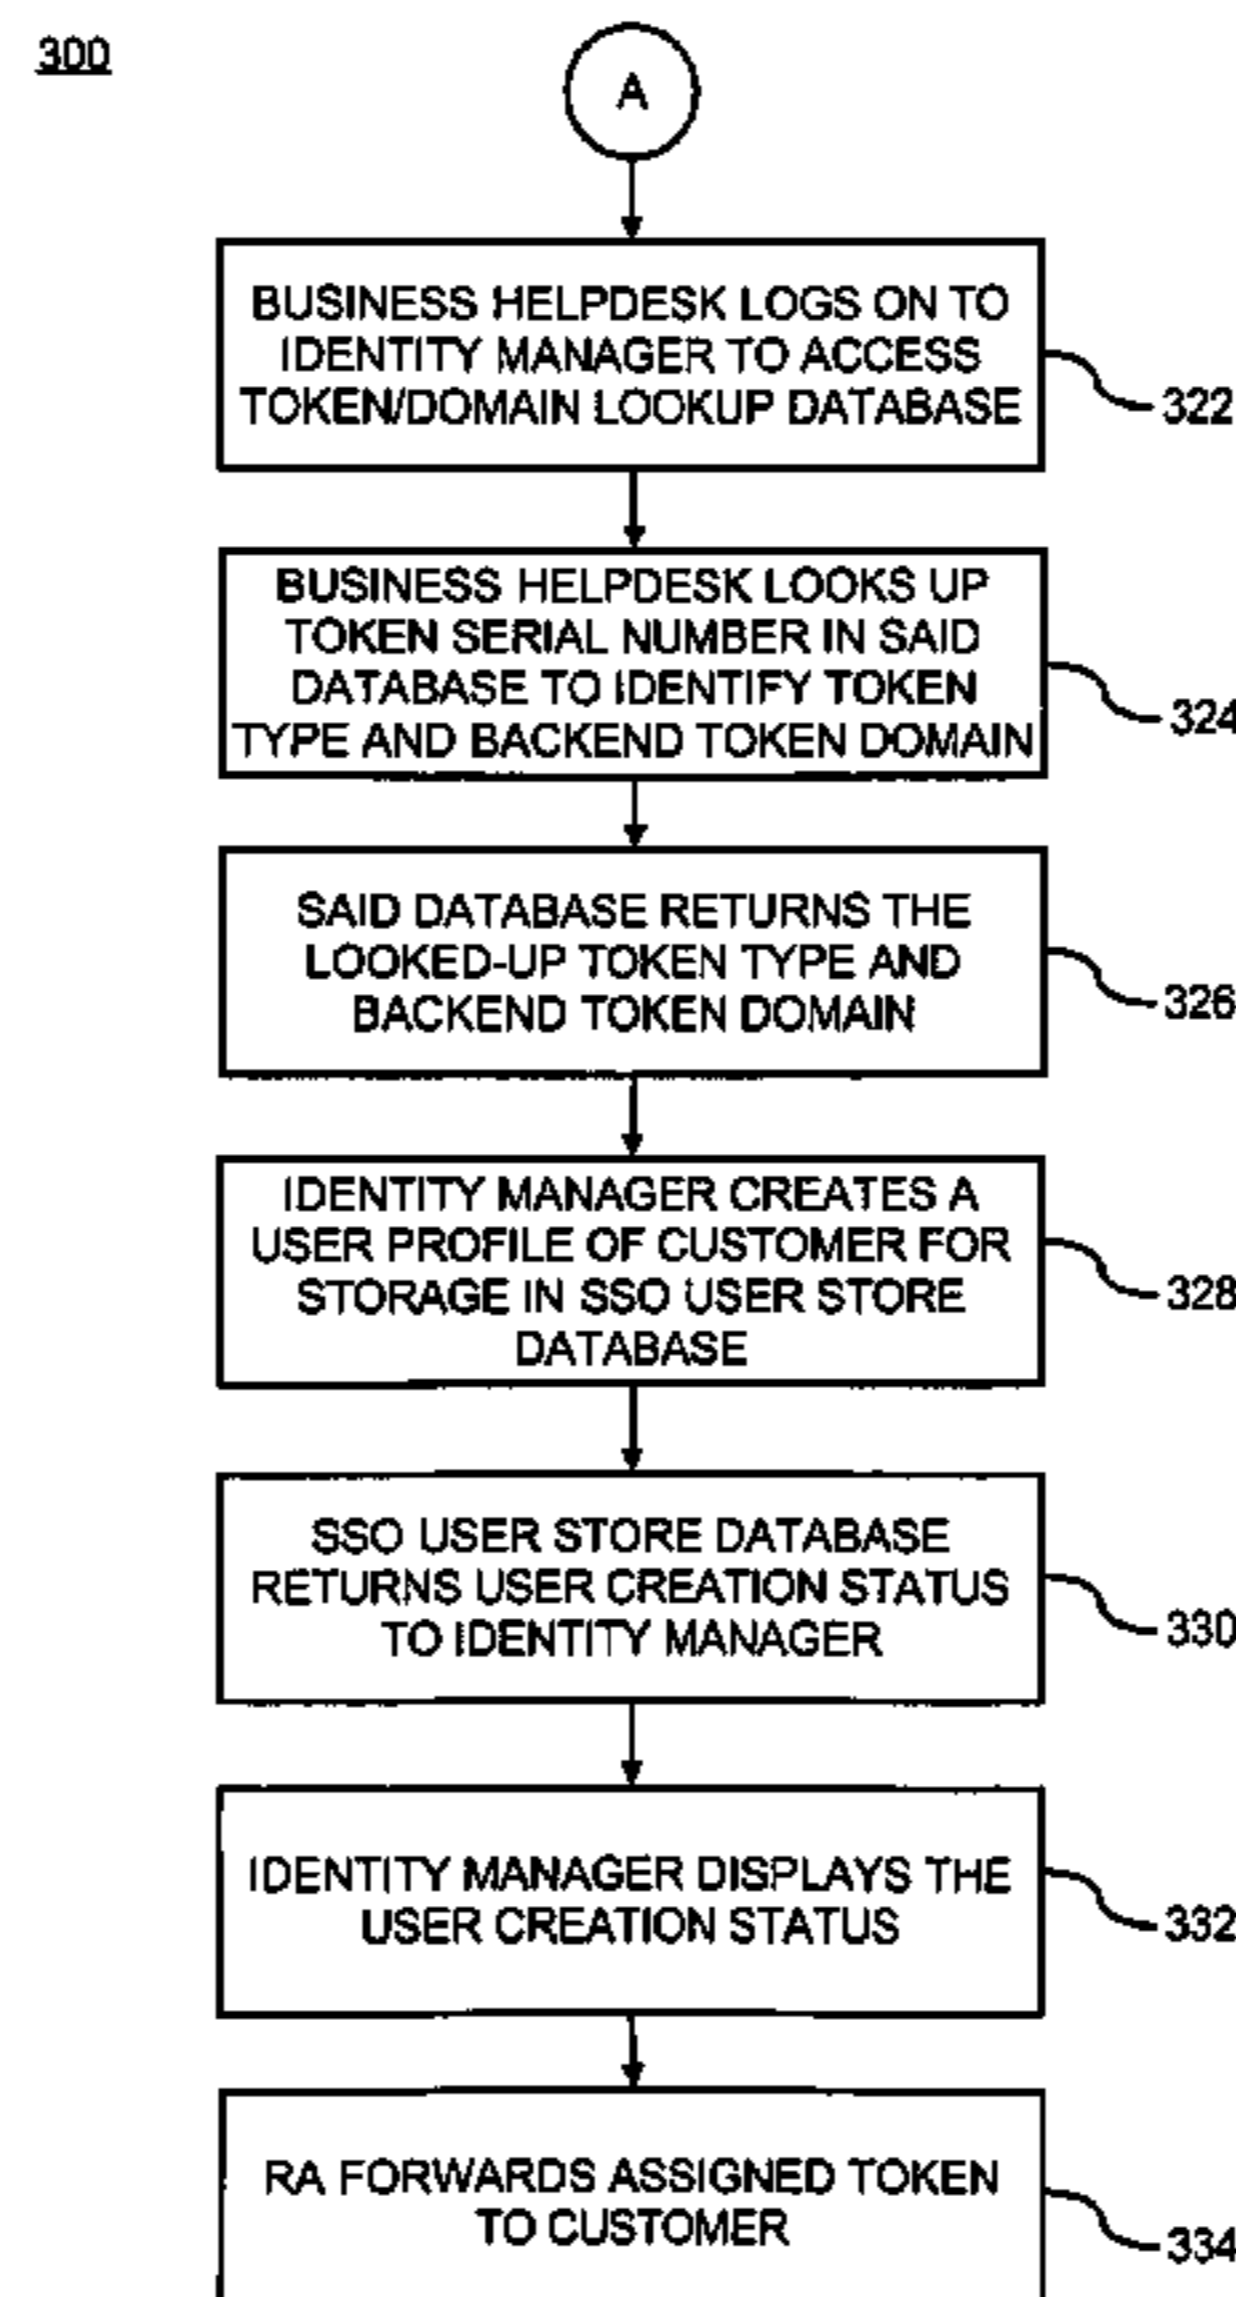 300
A
BUSINESS HELPDESK LOGS ON TO
IDENTITY MANAGER TO ACCESS
TOKEN/DOMAIN LOOKUP DATABASE
322
BUSINESS HELPDESK LOOKS UP
TOKEN SERIAL NUMBER IN SAID
DATABASE TO IDENTIFY TOKEN
TYPE AND BACKEND TOKEN DOMAIN
324
SAID DATABASE RETURNS THE
LOOKED-UP TOKEN TYPE AND
BACKEND TOKEN DOMAIN
326
IDENTITY MANAGER CREATES A
USER PROFILE OF CUSTOMER FOR
STORAGE IN SSO USER STORE
DATABASE
328
SSO USER STORE DATABASE
RETURNS USER CREATION STATUS
TO IDENTITY MANAGER
330
IDENTITY MANAGER DISPLAYS THE
USER CREATION STATUS
332
RA FORWARDS ASSIGNED TOKEN
TO CUSTOMER
334